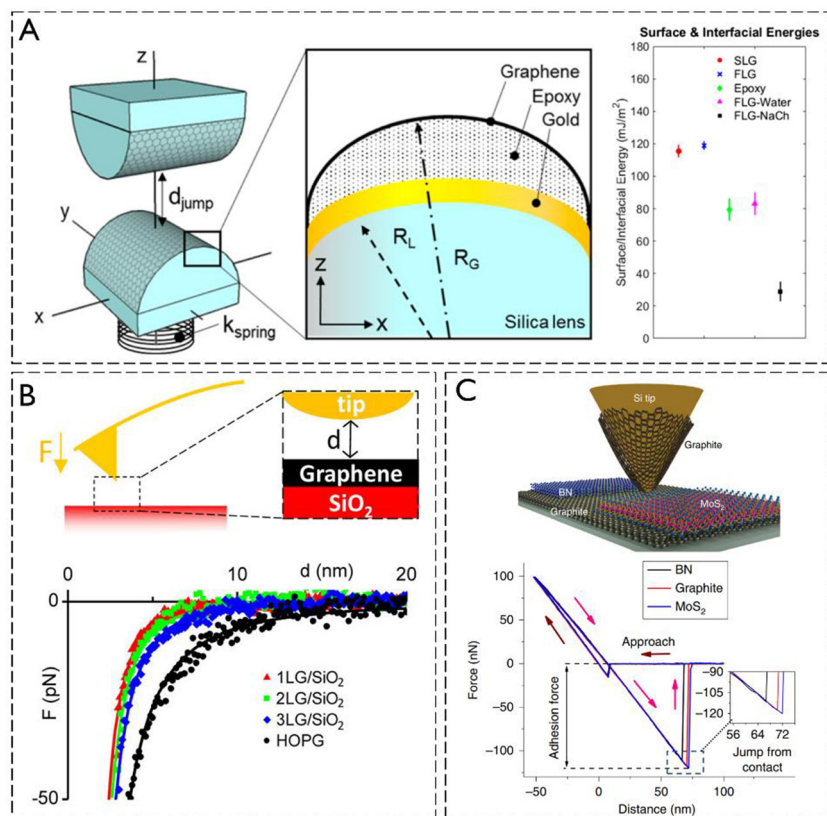 A
z
y
x
d_jump
k_spring
Graphene
Epoxy
Gold
R_L
R_G
z
x
Silica lens
Surface & Interfacial Energies
Surface/Interfacial Energy (mJ/m²)
180
160
140
120
100
80
60
40
20
0
SLG
FLG
Epoxy
FLG-Water
FLG-NaCh
B
F
tip
d
Graphene
SiO₂
d (nm)
0
10
20
0
-50
F (pN)
1LG/SiO₂
2LG/SiO₂
3LG/SiO₂
HOPG
C
Si tip
Graphite
BN
Graphite
MoS₂
BN
Graphite
MoS₂
Force (nN)
100
50
0
−50
−100
Approach
Adhesion force
−90
−105
−120
56 64 72
Jump from
contact
−50 0 50 100 150
Distance (nm)